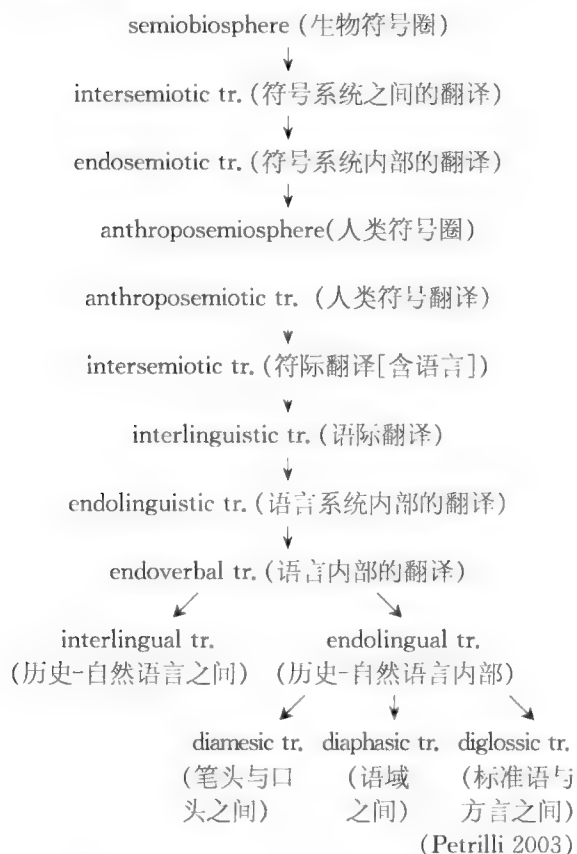 semiobiosphere (生物符号圈)
intersemiotic tr. (符号系统之间的翻译)
endosemiotic tr. (符号系统内部的翻译)
anthroposemiosphere(人类符号圈)
anthroposemiotic tr. (人类符号翻译)
intersemiotic tr. (符际翻译[含语言])
interlinguistic tr. (语际翻译)
endolinguistic tr. (语言系统内部的翻译)
endoverbal tr. (语言内部的翻译)
interlingual tr. endolingual tr.
(历史-自然语言之间) (历史-自然语言内部)
diamesic tr. diaphasic tr. diglossic tr.
(笔头与口 (语域 (标准语与
头之间) 之间) 方言之间)
(Petrilli 2003)